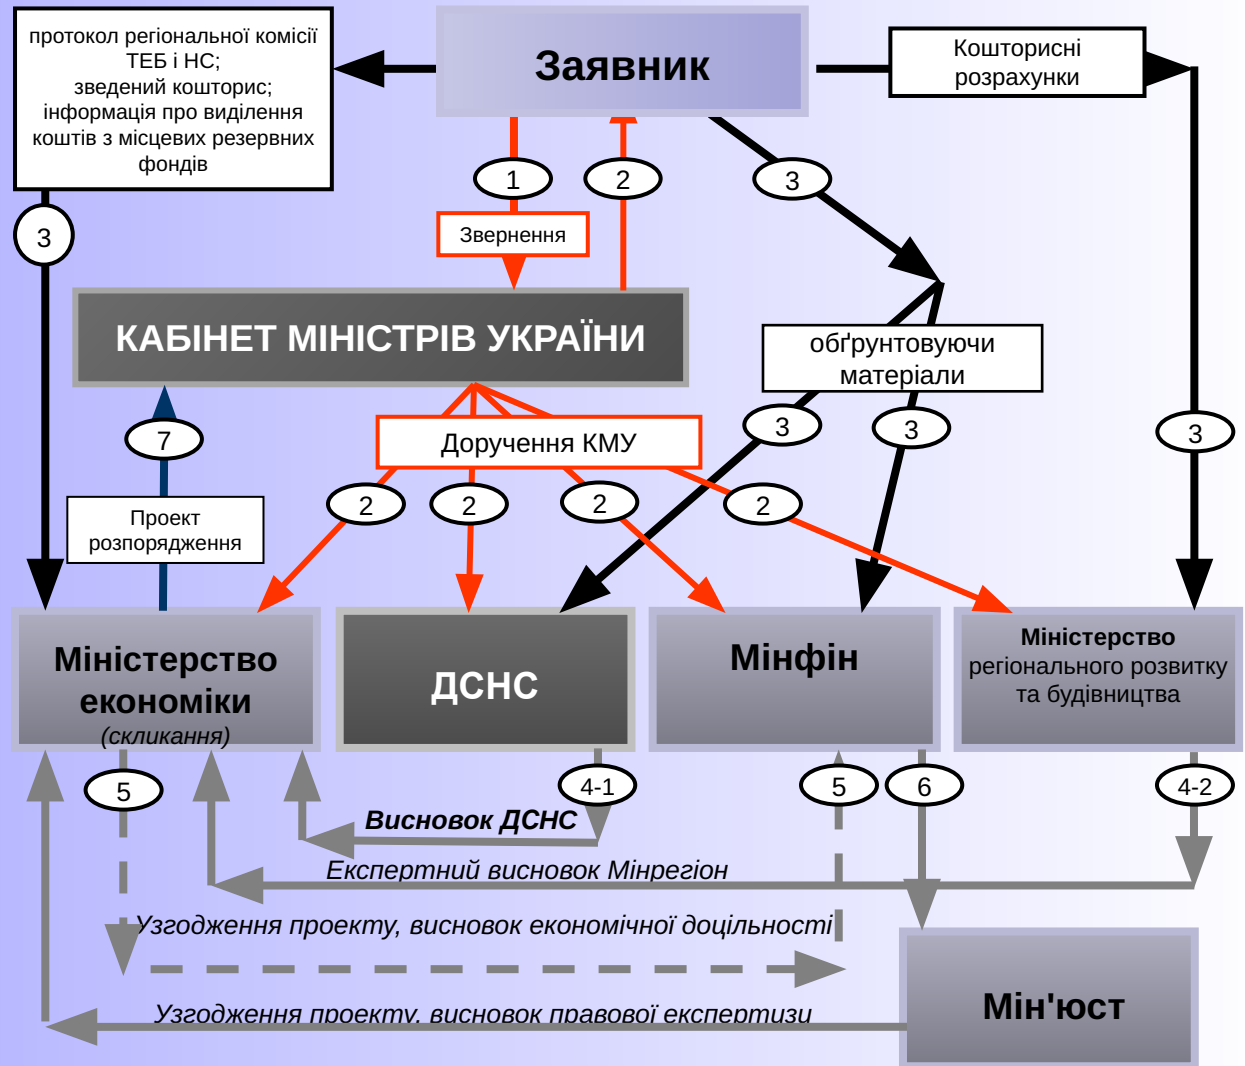 протокол регіональної комісії
ТЕБ і НС;
зведений кошторис;
інформація про виділення
коштів з місцевих резервних
фондів
Заявник
Кошторисні
розрахунки
1
2
3
3
Звернення
КАБІНЕТ МІНІСТРІВ УКРАЇНИ
обґрунтовуючи
матеріали
7
Доручення КМУ
3
3
3
2
2
2
2
Проект
розпорядження
Міністерство
економіки
(скликання)
ДСНС
Мінфін
Міністерство
регіонального розвитку
та будівництва
5
4-1
5
6
4-2
Висновок ДСНС
Експертний висновок Мінрегіон
Узгодження проекту, висновок економічної доцільності
Узгодження проекту, висновок правової експертизи
Мін'юст